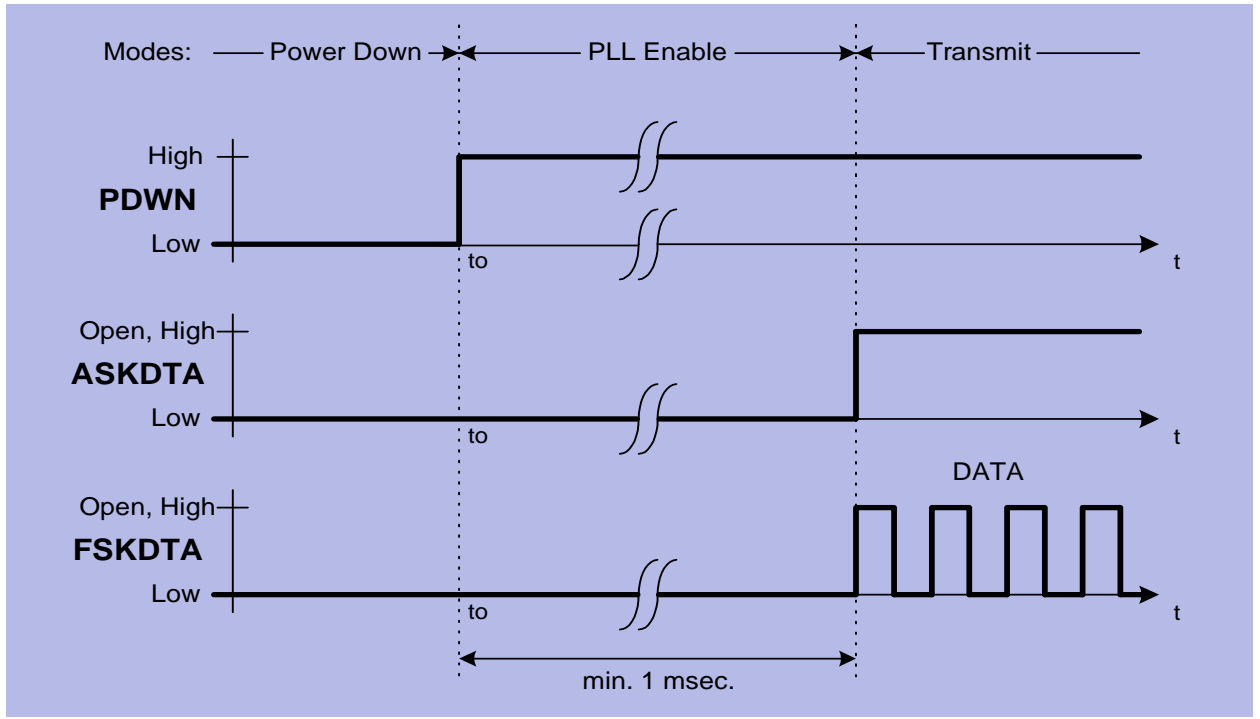 Modes: Power Down PLL Enable Transmit
High
PDWN
Low
to
t
Open, High
ASKDTA
Low
to
t
DATA
Open, High
FSKDTA
Low
to
t
min. 1 msec.